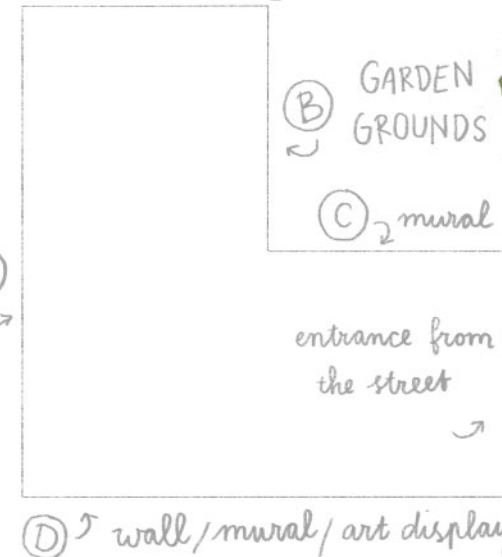 GARDEN
B
GROUNDS
C mural
entrance from
the street
D wall/mural/art display